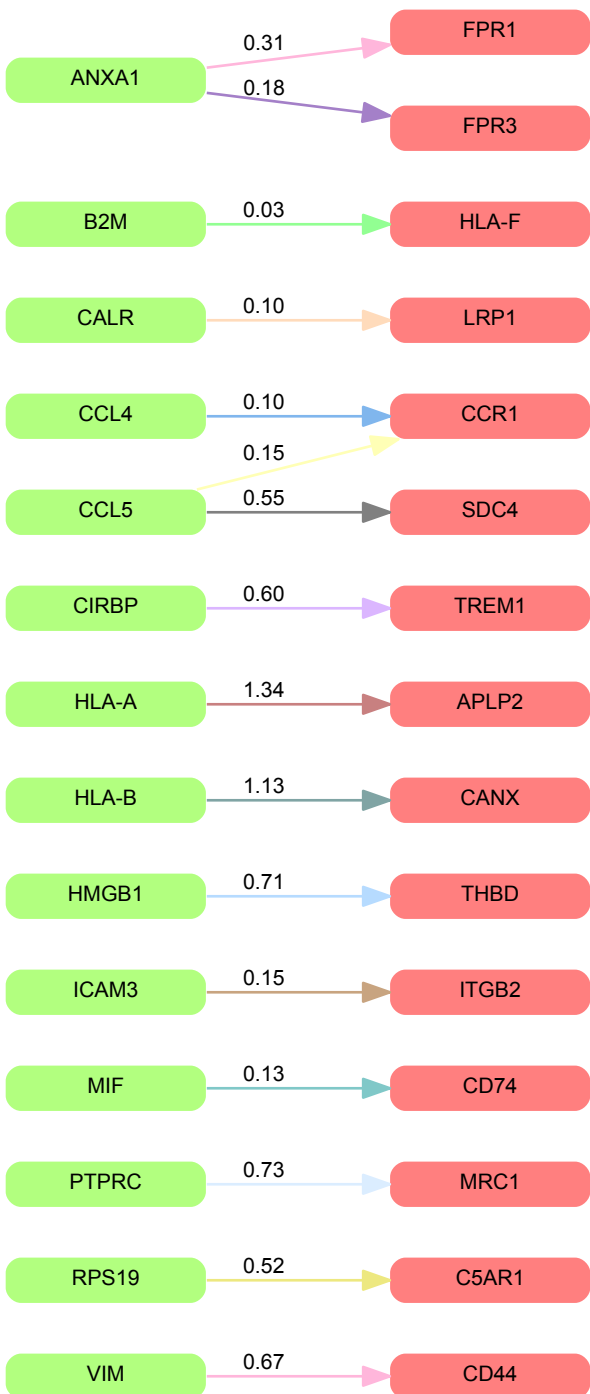 0.31
FPR1
ANXA1
0.18
FPR3
B2M 0.03 HLA-F
CALR 0.10 LRP1
CCL4 0.10 CCR1
0.15
CCL5 0.55 SDC4
CIRBP 0.60 TREM1
HLA-A 1.34 APLP2
HLA-B 1.13 CANX
HMGB1 0.71 THBD
ICAM3 0.15 ITGB2
MIF 0.13 CD74
PTPRC 0.73 MRC1
RPS19 0.52 C5AR1
VIM 0.67 CD44